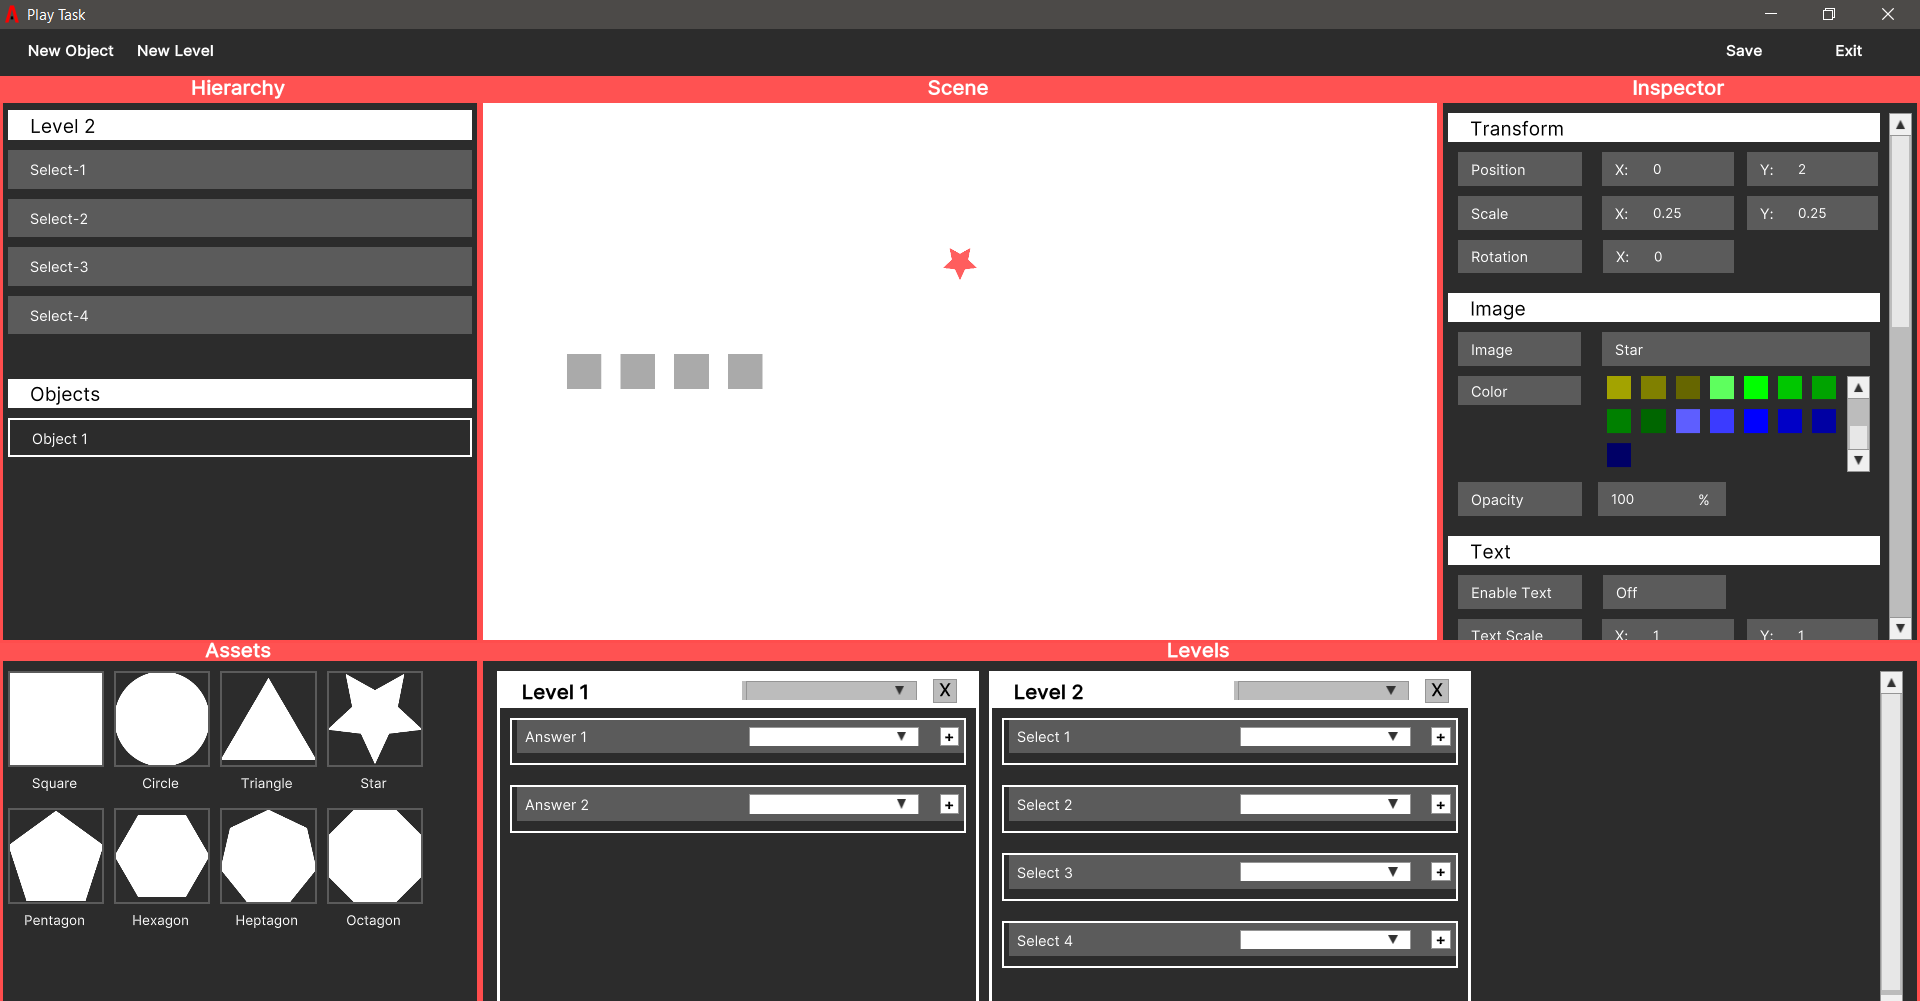 Play Task
New Object New Level Save Exit
Hierarchy
Level 2
Select-1
Select-2
Select-3
Select-4
Objects
Object 1
Scene
Inspector
Transform
Position X: 0 Y: 2
Scale X: 0.25 Y: 0.25
Rotation X: 0
Image
Image Star
Color
Opacity 100 %
Text
Enable Text Off
Text Scale X: 1 Y: 1
Assets
Square Circle Triangle Star
Pentagon Hexagon Heptagon Octagon
Levels
Level 1 X
Answer 1 +
Answer 2 +
Level 2 X
Select 1 +
Select 2 +
Select 3 +
Select 4 +